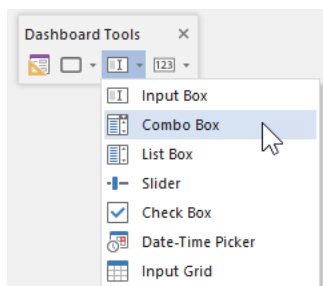 Dashboard Tools
123
Input Box
Combo Box
List Box
Slider
Check Box
Date-Time Picker
Input Grid